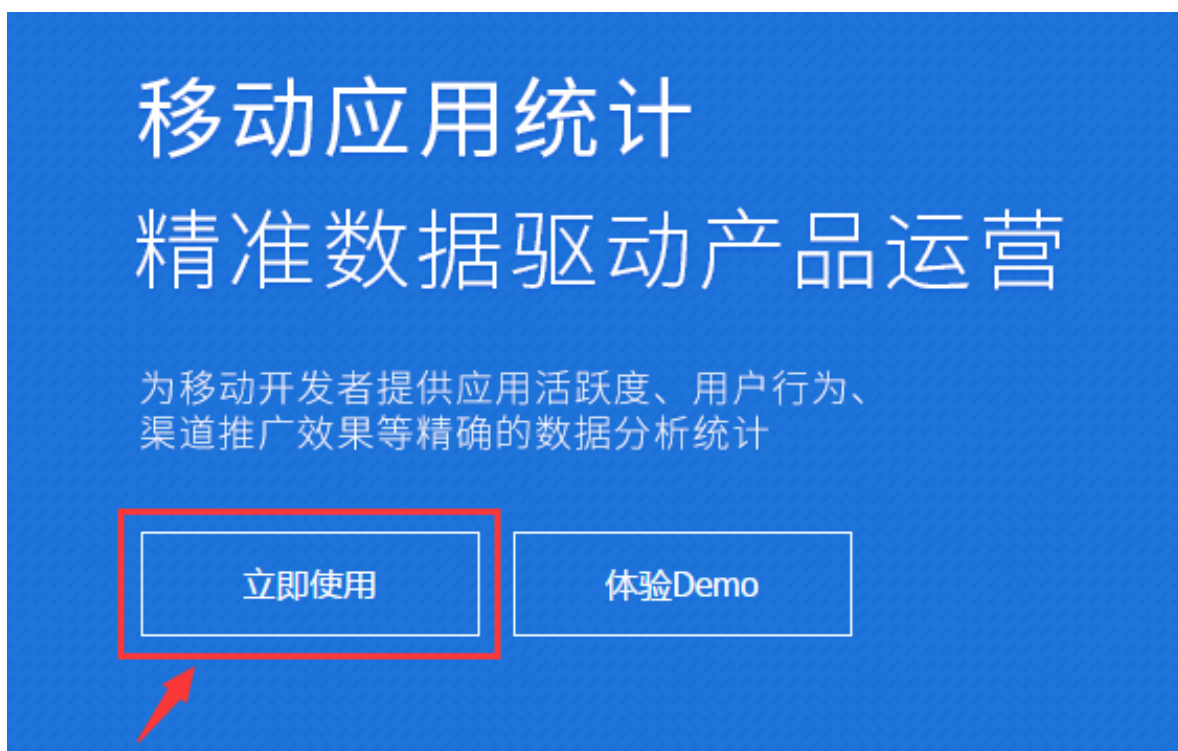 移动应用统计
精准数据驱动产品运营
为移动开发者提供应用活跃度、用户行为、
渠道推广效果等精确的数据分析统计
立即使用
体验Demo